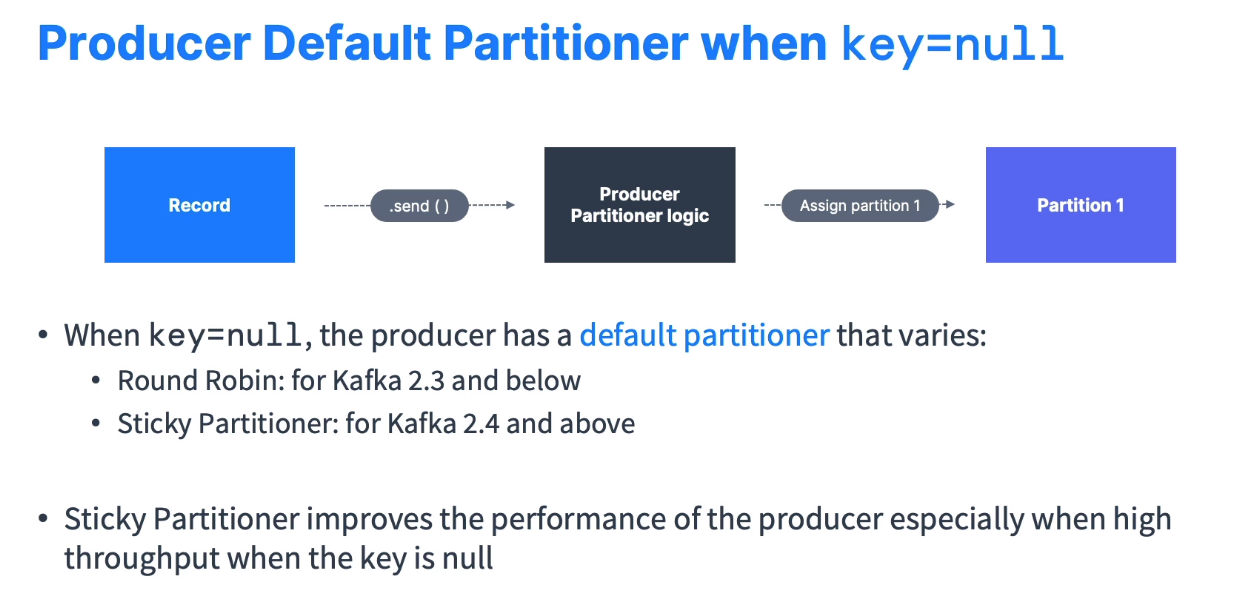 Producer Default Partitioner when key=null
Record
.send ( )
Producer
Partitioner logic
Assign partition 1
Partition 1
• When key=null, the producer has a default partitioner that varies:
• Round Robin: for Kafka 2.3 and below
• Sticky Partitioner: for Kafka 2.4 and above
• Sticky Partitioner improves the performance of the producer especially when high
throughput when the key is null